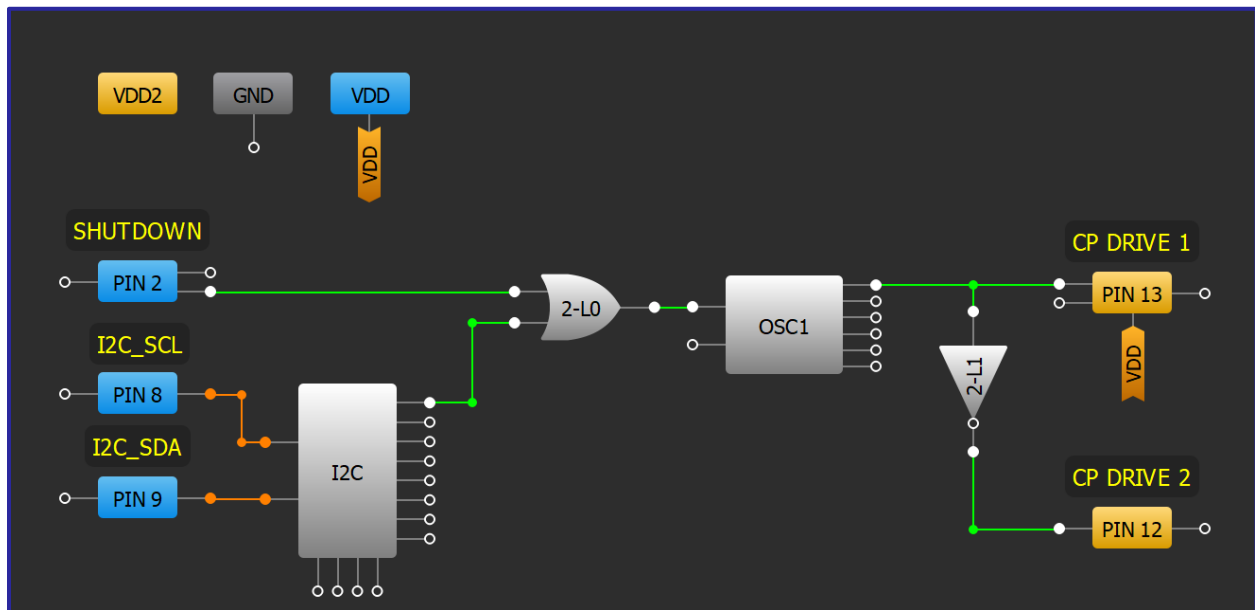 VDD2
GND
VDD
VDD
SHUTDOWN
PIN 2
2-L0
OSC1
CP DRIVE 1
PIN 13
VDD
I2C_SCL
PIN 8
2-L1
I2C_SDA
PIN 9
I2C
CP DRIVE 2
PIN 12